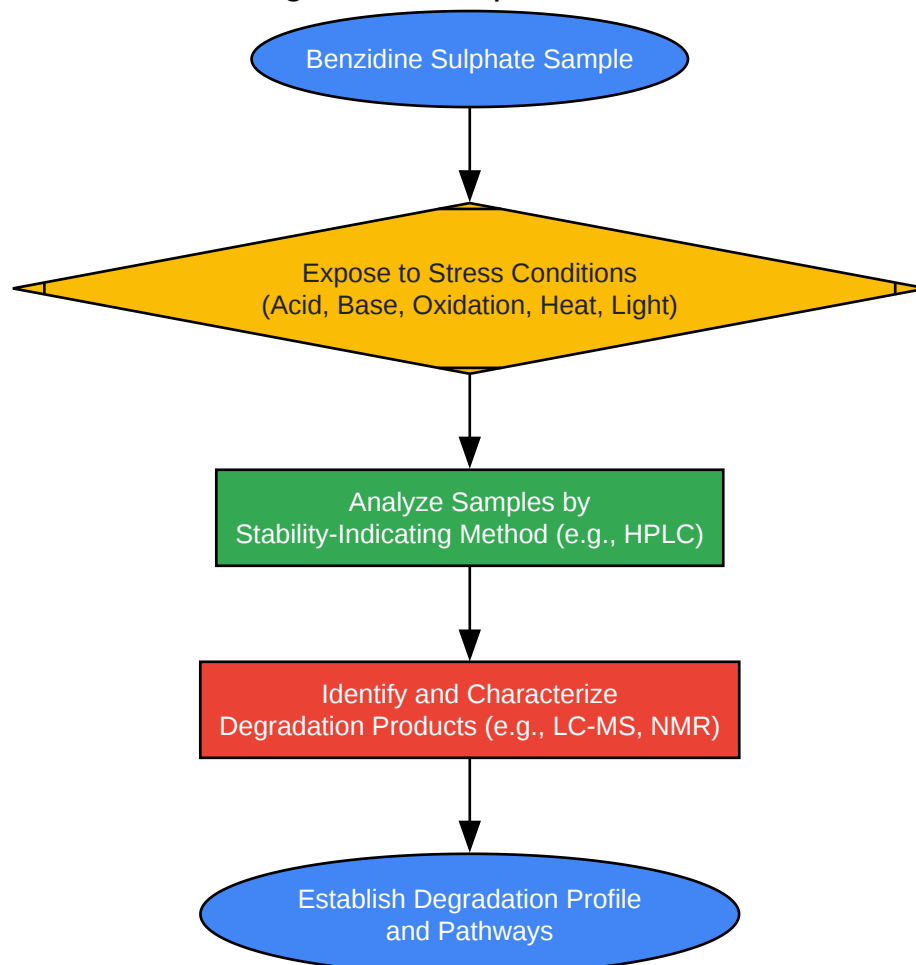 Benzidine Sulphate Sample
Expose to Stress Conditions
(Acid, Base, Oxidation, Heat, Light)
Analyze Samples by
Stability-Indicating Method (e.g., HPLC)
Identify and Characterize
Degradation Products (e.g., LC-MS, NMR)
Establish Degradation Profile
and Pathways